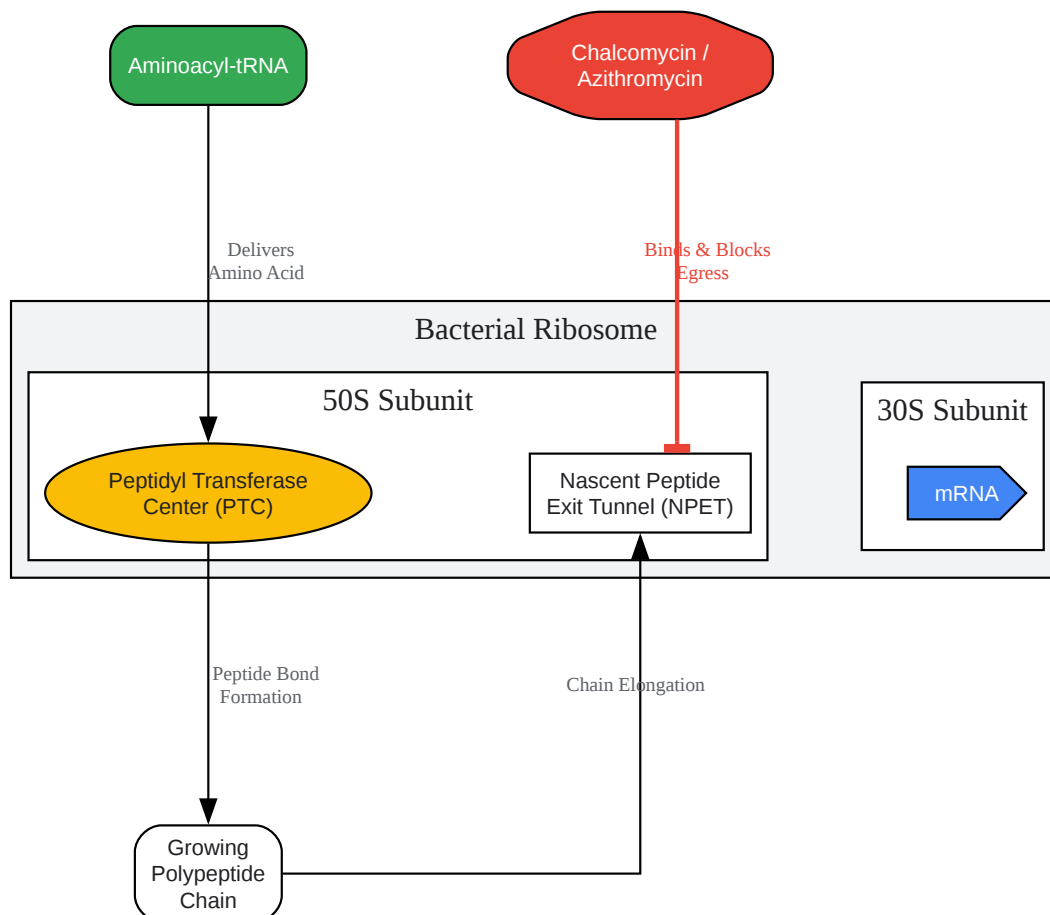 Aminoacyl-tRNA
Chalcomycin /
Azithromycin
Delivers
Amino Acid
Binds & Blocks
Egress
Bacterial Ribosome
50S Subunit
30S Subunit
Peptidyl Transferase
Center (PTC)
Nascent Peptide
Exit Tunnel (NPET)
mRNA
Peptide Bond
Formation
Chain Elongation
Growing
Polypeptide
Chain